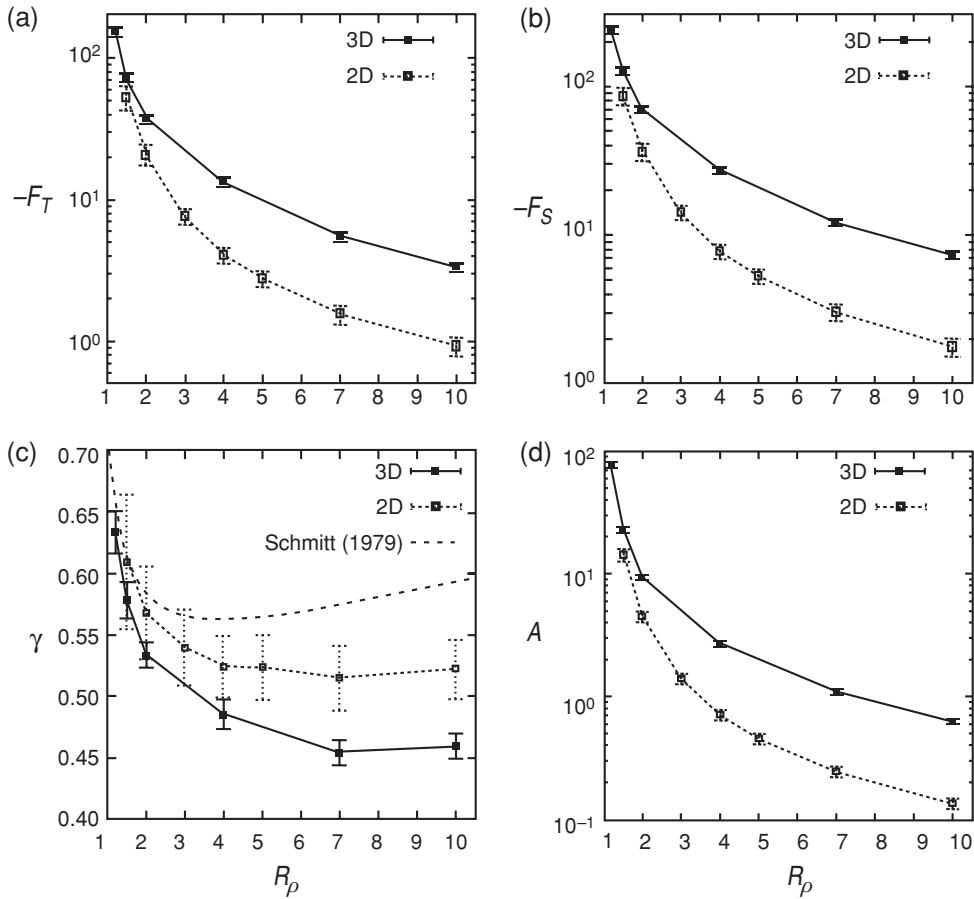 (a)
3D
2D
10²
10¹
10⁰
–F_T
1 2 3 4 5 6 7 8 9 10
(b)
3D
2D
10²
10¹
10⁰
–F_S
1 2 3 4 5 6 7 8 9 10
(c)
3D
2D
Schmitt (1979)
0.70
0.65
0.60
0.55
0.50
0.45
0.40
γ
1 2 3 4 5 6 7 8 9 10
R_ρ
(d)
3D
2D
10²
10¹
10⁰
10⁻¹
A
1 2 3 4 5 6 7 8 9 10
R_ρ